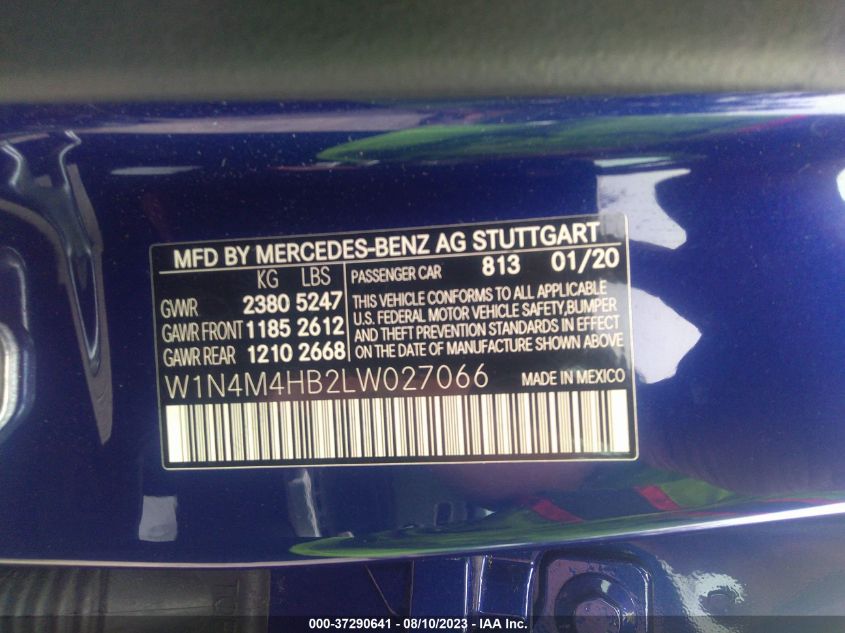 MFD BY MERCEDES-BENZ AG STUTTGART
KG LBS
PASSENGER CAR 813 01/20
GVWR 2380 5247
GAWR FRONT 1185 2612
GAWR REAR 1210 2668
THIS VEHICLE CONFORMS TO ALL APPLICABLE
U.S. FEDERAL MOTOR VEHICLE SAFETY, BUMPER
AND THEFT PREVENTION STANDARDS IN EFFECT
ON THE DATE OF MANUFACTURE SHOWN ABOVE
W1N4M4HB2LW027066 MADE IN MEXICO
000-37290641 / 08/10/2023 - IAA Inc.